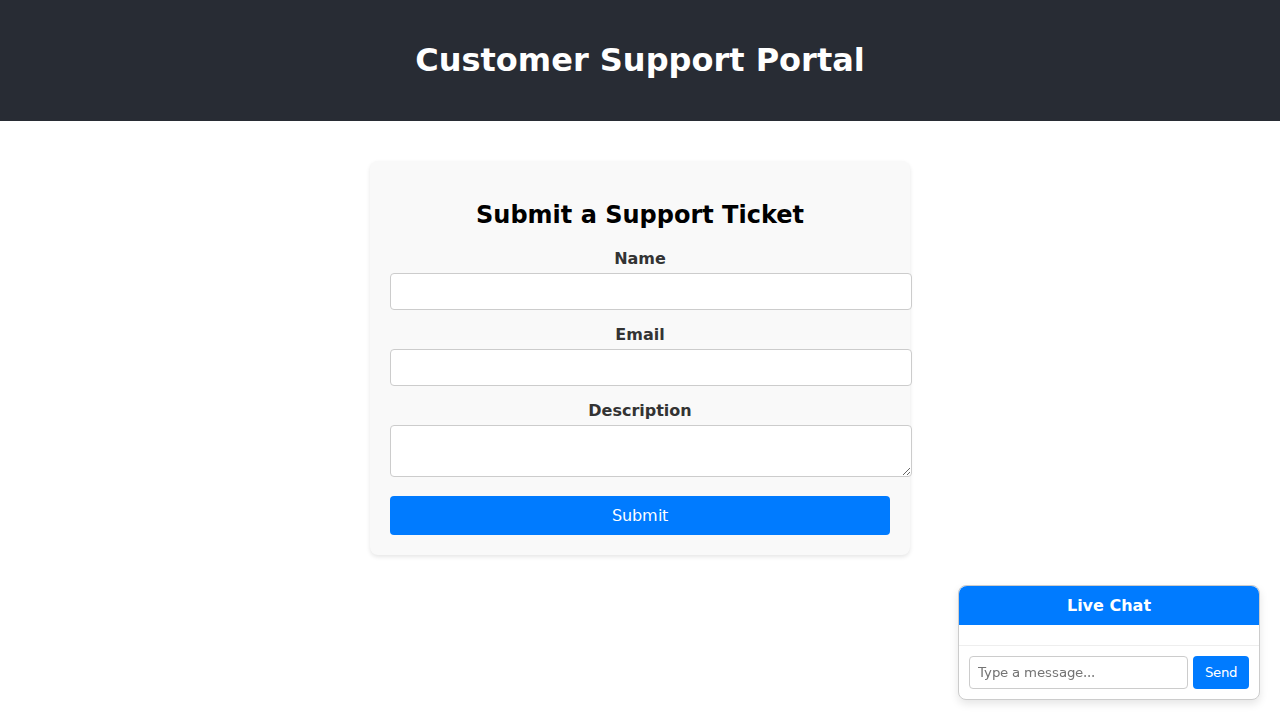 Customer Support Portal
Submit a Support Ticket
Name
Email
Description
Submit
Live Chat
Type a message...
Send